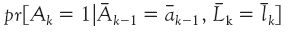 pr[A_k = 1|Ā_{k−1} = ā_{k−1}, L̄_k = l̄_k]